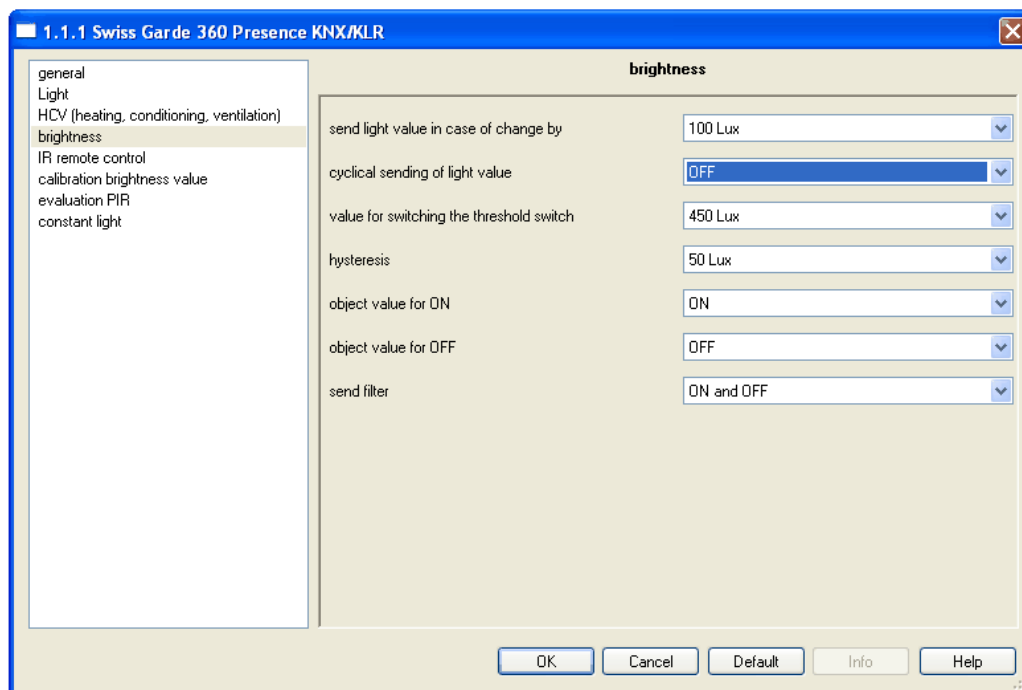 1.1.1 Swiss Garde 360 Presence KNX/KLR
general
Light
HCV (heating, conditioning, ventilation)
brightness
IR remote control
calibration brightness value
evaluation PIR
constant light
brightness
send light value in case of change by 100 Lux
cyclical sending of light value OFF
value for switching the threshold switch 450 Lux
hysteresis 50 Lux
object value for ON ON
object value for OFF OFF
send filter ON and OFF
OK Cancel Default Info Help